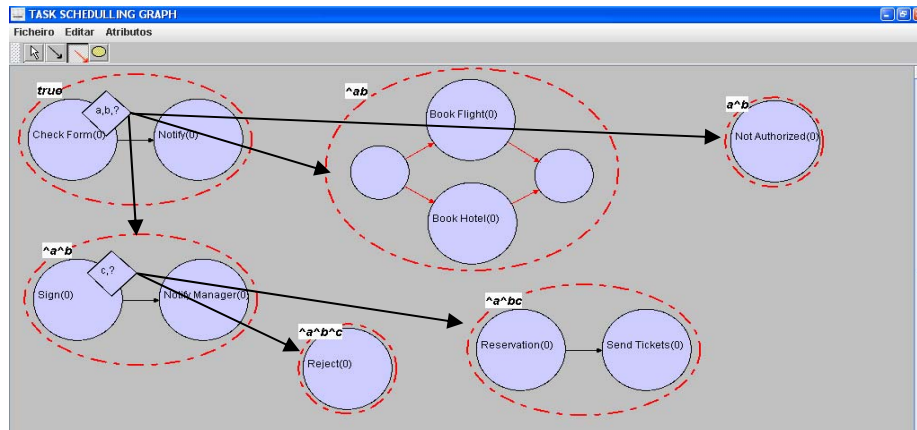 TASK SCHEDULLING GRAPH
Ficheiro Editar Atributos
true
a,b,?
Check Form(0)
Notify(0)
^ab
Book Flight(0)
Book Hotel(0)
a^b
Not Authorized(0)
^a^b
c,?
Sign(0)
Notify Manager(0)
^a^b^c
Reject(0)
^a^bc
Reservation(0)
Send Tickets(0)